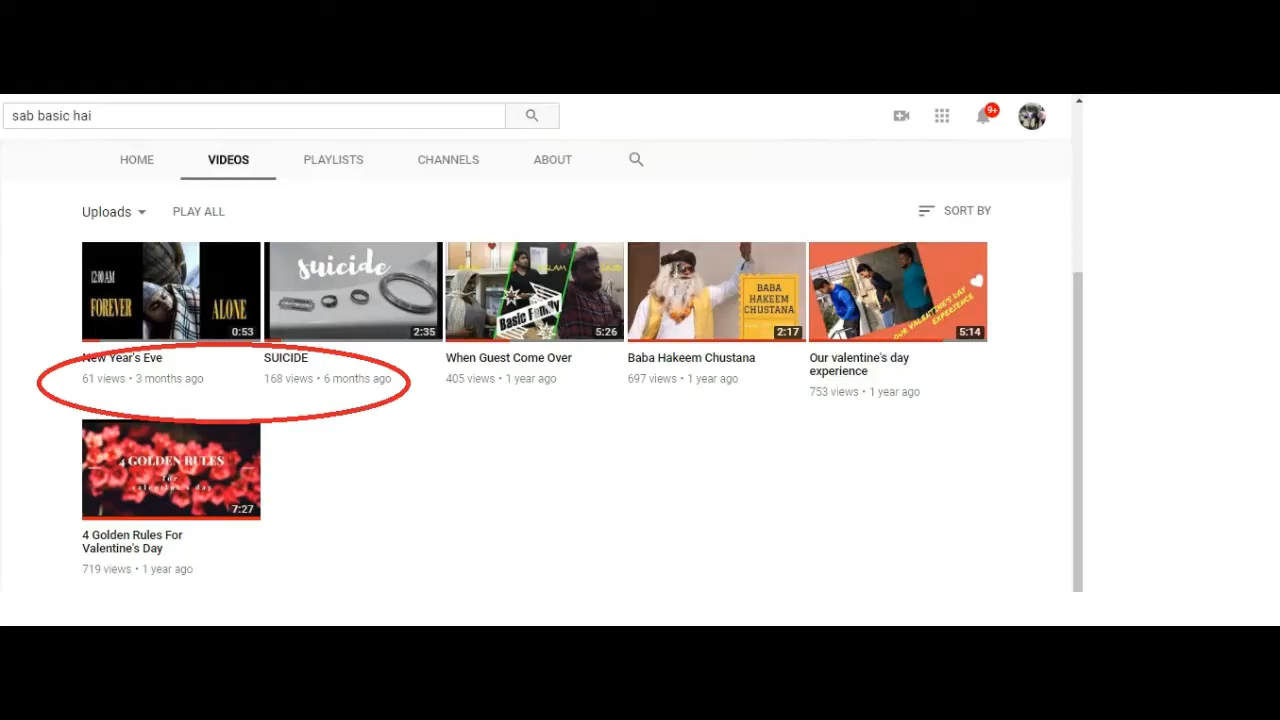 sab basic hai
9+
HOME VIDEOS PLAYLISTS CHANNELS ABOUT
Uploads PLAY ALL SORT BY
12:00 AM
FOREVER ALONE
0:53
suicide
2:35
Basic Family
5:26
BABA
HAKEEM
CHUSTANA
2:17
OUR VALENTINE'S DAY
EXPERIENCE
5:14
New Year's Eve
61 views • 3 months ago
SUICIDE
168 views • 6 months ago
When Guest Come Over
405 views • 1 year ago
Baba Hakeem Chustana
697 views • 1 year ago
Our valentine's day
experience
753 views • 1 year ago
4 GOLDEN RULES
for
valentine's day
7:27
4 Golden Rules For
Valentine's Day
719 views • 1 year ago